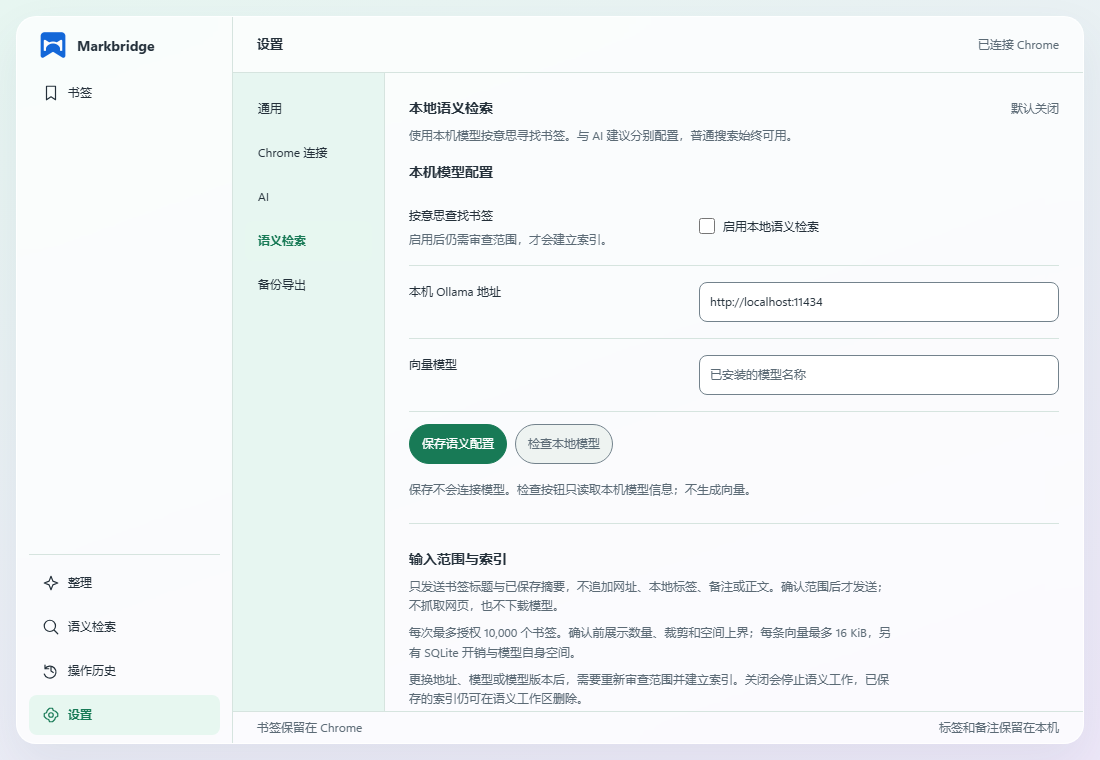 Markbridge
书签
整理
语义检索
操作历史
设置
设置
已连接 Chrome
通用
Chrome 连接
AI
语义检索
备份导出
本地语义检索
默认关闭
使用本机模型按意思寻找书签。与 AI 建议分别配置，普通搜索始终可用。
本机模型配置
按意思查找书签
启用后仍需审查范围，才会建立索引。
启用本地语义检索
本机 Ollama 地址
http://localhost:11434
向量模型
已安装的模型名称
保存语义配置
检查本地模型
保存不会连接模型。检查按钮只读取本机模型信息；不生成向量。
输入范围与索引
只发送书签标题与已保存摘要，不追加网址、本地标签、备注或正文。确认范围后才发送；
不抓取网页，也不下载模型。
每次最多授权 10,000 个书签。确认前展示数量、裁剪和空间上界；每条向量最多 16 KiB，另
有 SQLite 开销与模型自身空间。
更换地址、模型或模型版本后，需要重新审查范围并建立索引。关闭会停止语义工作，已保
存的索引仍可在语义工作区删除。
书签保留在 Chrome
标签和备注保留在本机